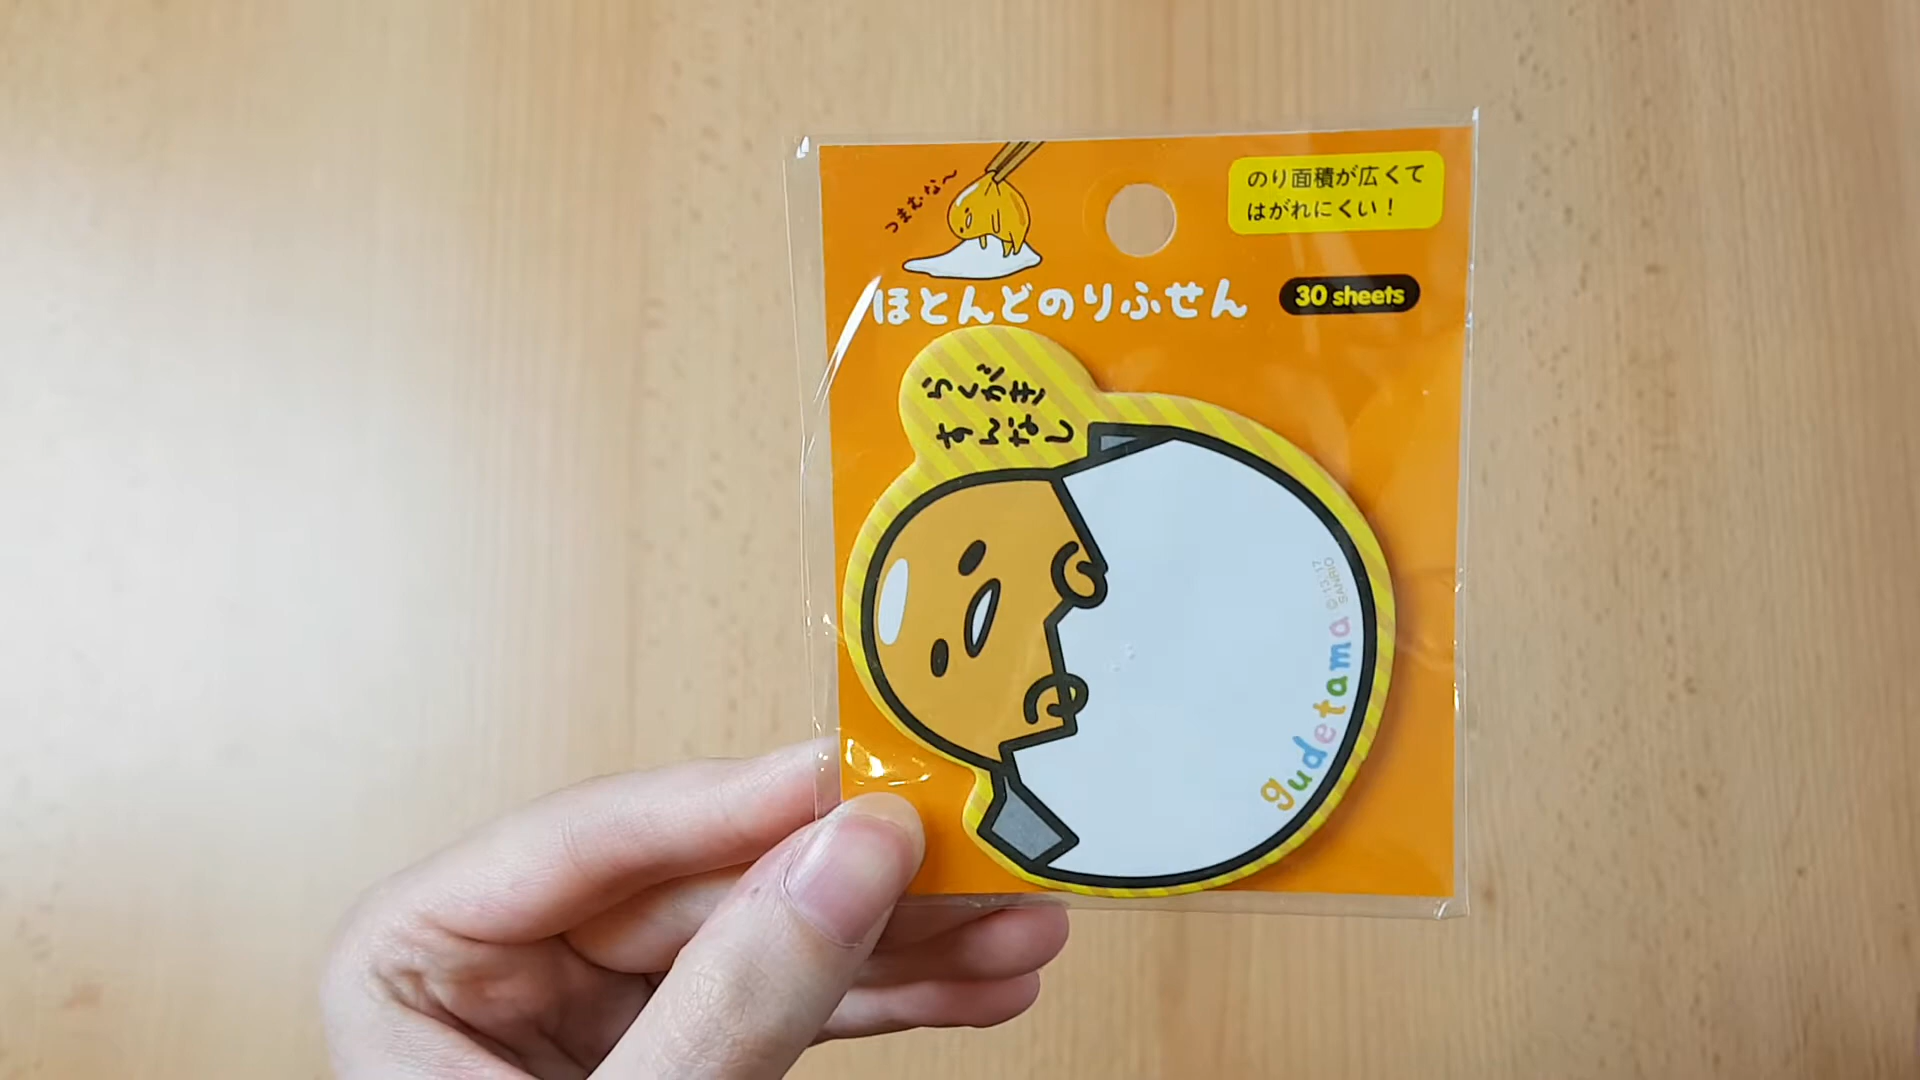 つまむな〜
のり面積が広くて
はがれにくい！
ほとんどのりふせん
30 sheets
らくがき
すんなし
gudetama
© '13,'17
SANRIO